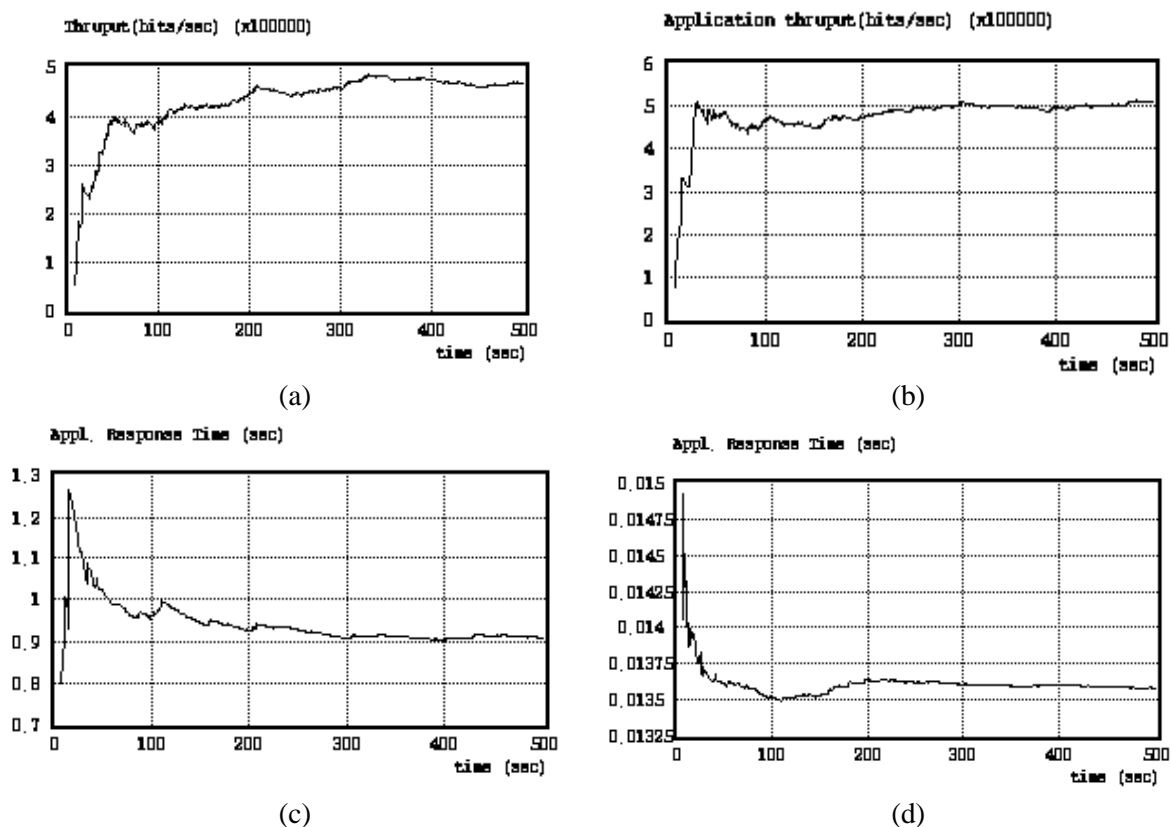 Thruput(bits/sec) (x100000)
5
4
3
2
1
0
0 100 200 300 400 500
time (sec)
(a)
Application thruput(bits/sec) (x100000)
6
5
4
3
2
1
0
0 100 200 300 400 500
time (sec)
(b)
Appl. Response Time (sec)
1.3
1.2
1.1
1
0.9
0.8
0.7
0 100 200 300 400 500
time (sec)
(c)
Appl. Response Time (sec)
0.015
0.01475
0.0145
0.01425
0.014
0.01375
0.0135
0.01325
0 100 200 300 400 500
time (sec)
(d)